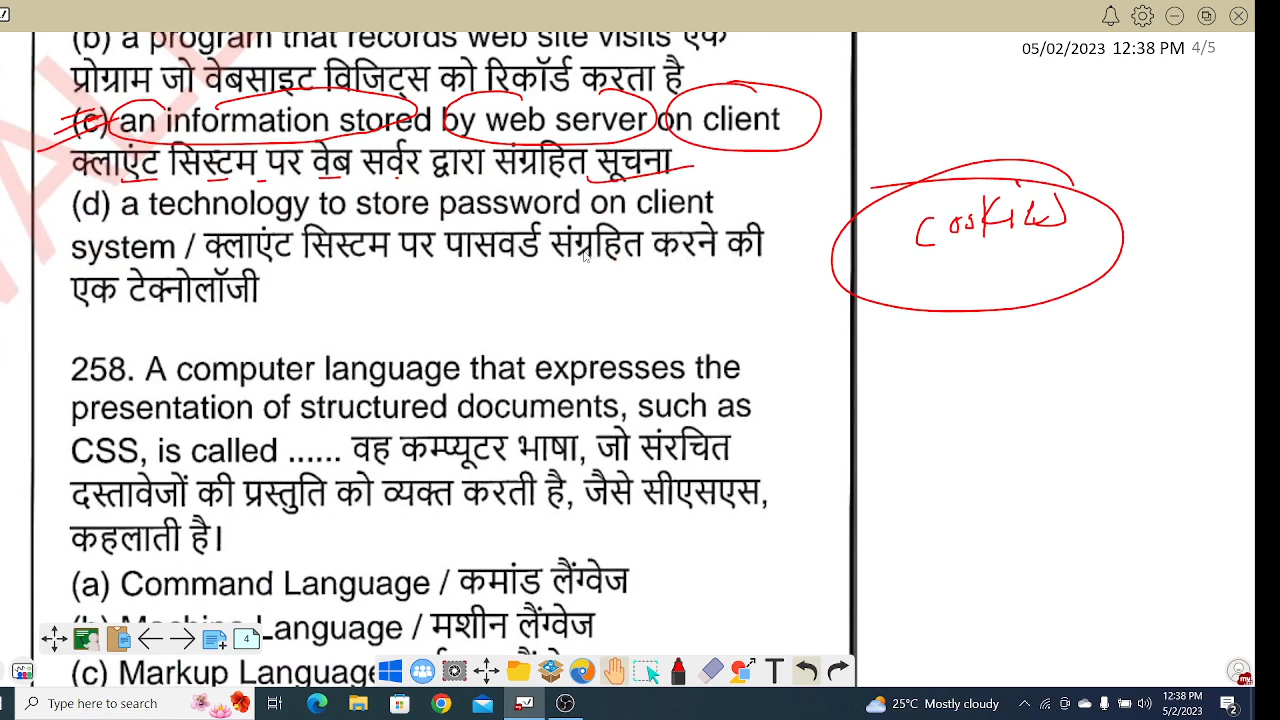 05/02/2023 12:38 PM 4/5
(b) a program that records web site visits एक
प्रोग्राम जो वेबसाइट विजिट्स को रिकॉर्ड करता है
(c) an information stored by web server on client
क्लाएंट सिस्टम पर वेब सर्वर द्वारा संग्रहित सूचना
(d) a technology to store password on client
system / क्लाएंट सिस्टम पर पासवर्ड संग्रहित करने की
एक टेक्नोलॉजी
cookies
258. A computer language that expresses the
presentation of structured documents, such as
CSS, is called ...... वह कम्प्यूटर भाषा, जो संरचित
दस्तावेजों की प्रस्तुति को व्यक्त करती है, जैसे सीएसएस,
कहलाती है।
(a) Command Language / कमांड लैंग्वेज
(b) Machine Language / मशीन लैंग्वेज
(c) Markup Language
4
T
Type here to search
25°C Mostly cloudy
12:38 PM
5/2/2023
2